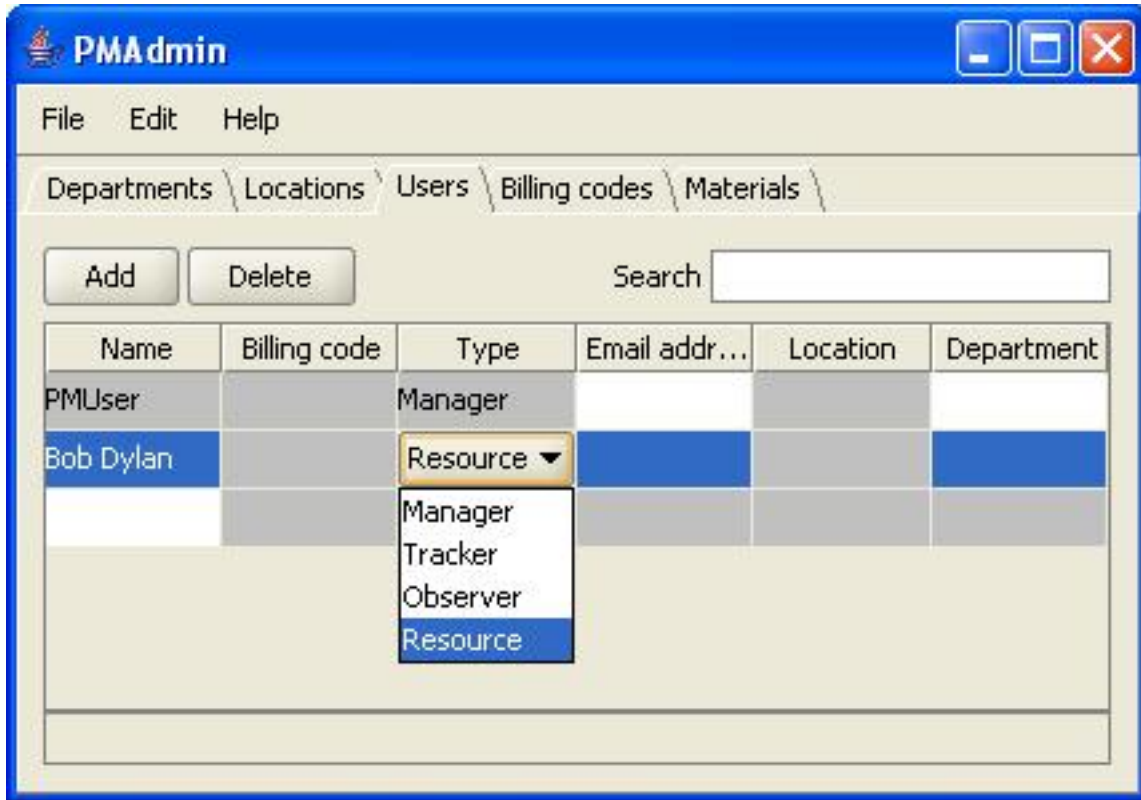 PMAdmin
File Edit Help
Departments Locations Users Billing codes Materials
Add Delete Search
Name Billing code Type Email addr... Location Department
PMUser Manager
Bob Dylan Resource
Manager
Tracker
Observer
Resource